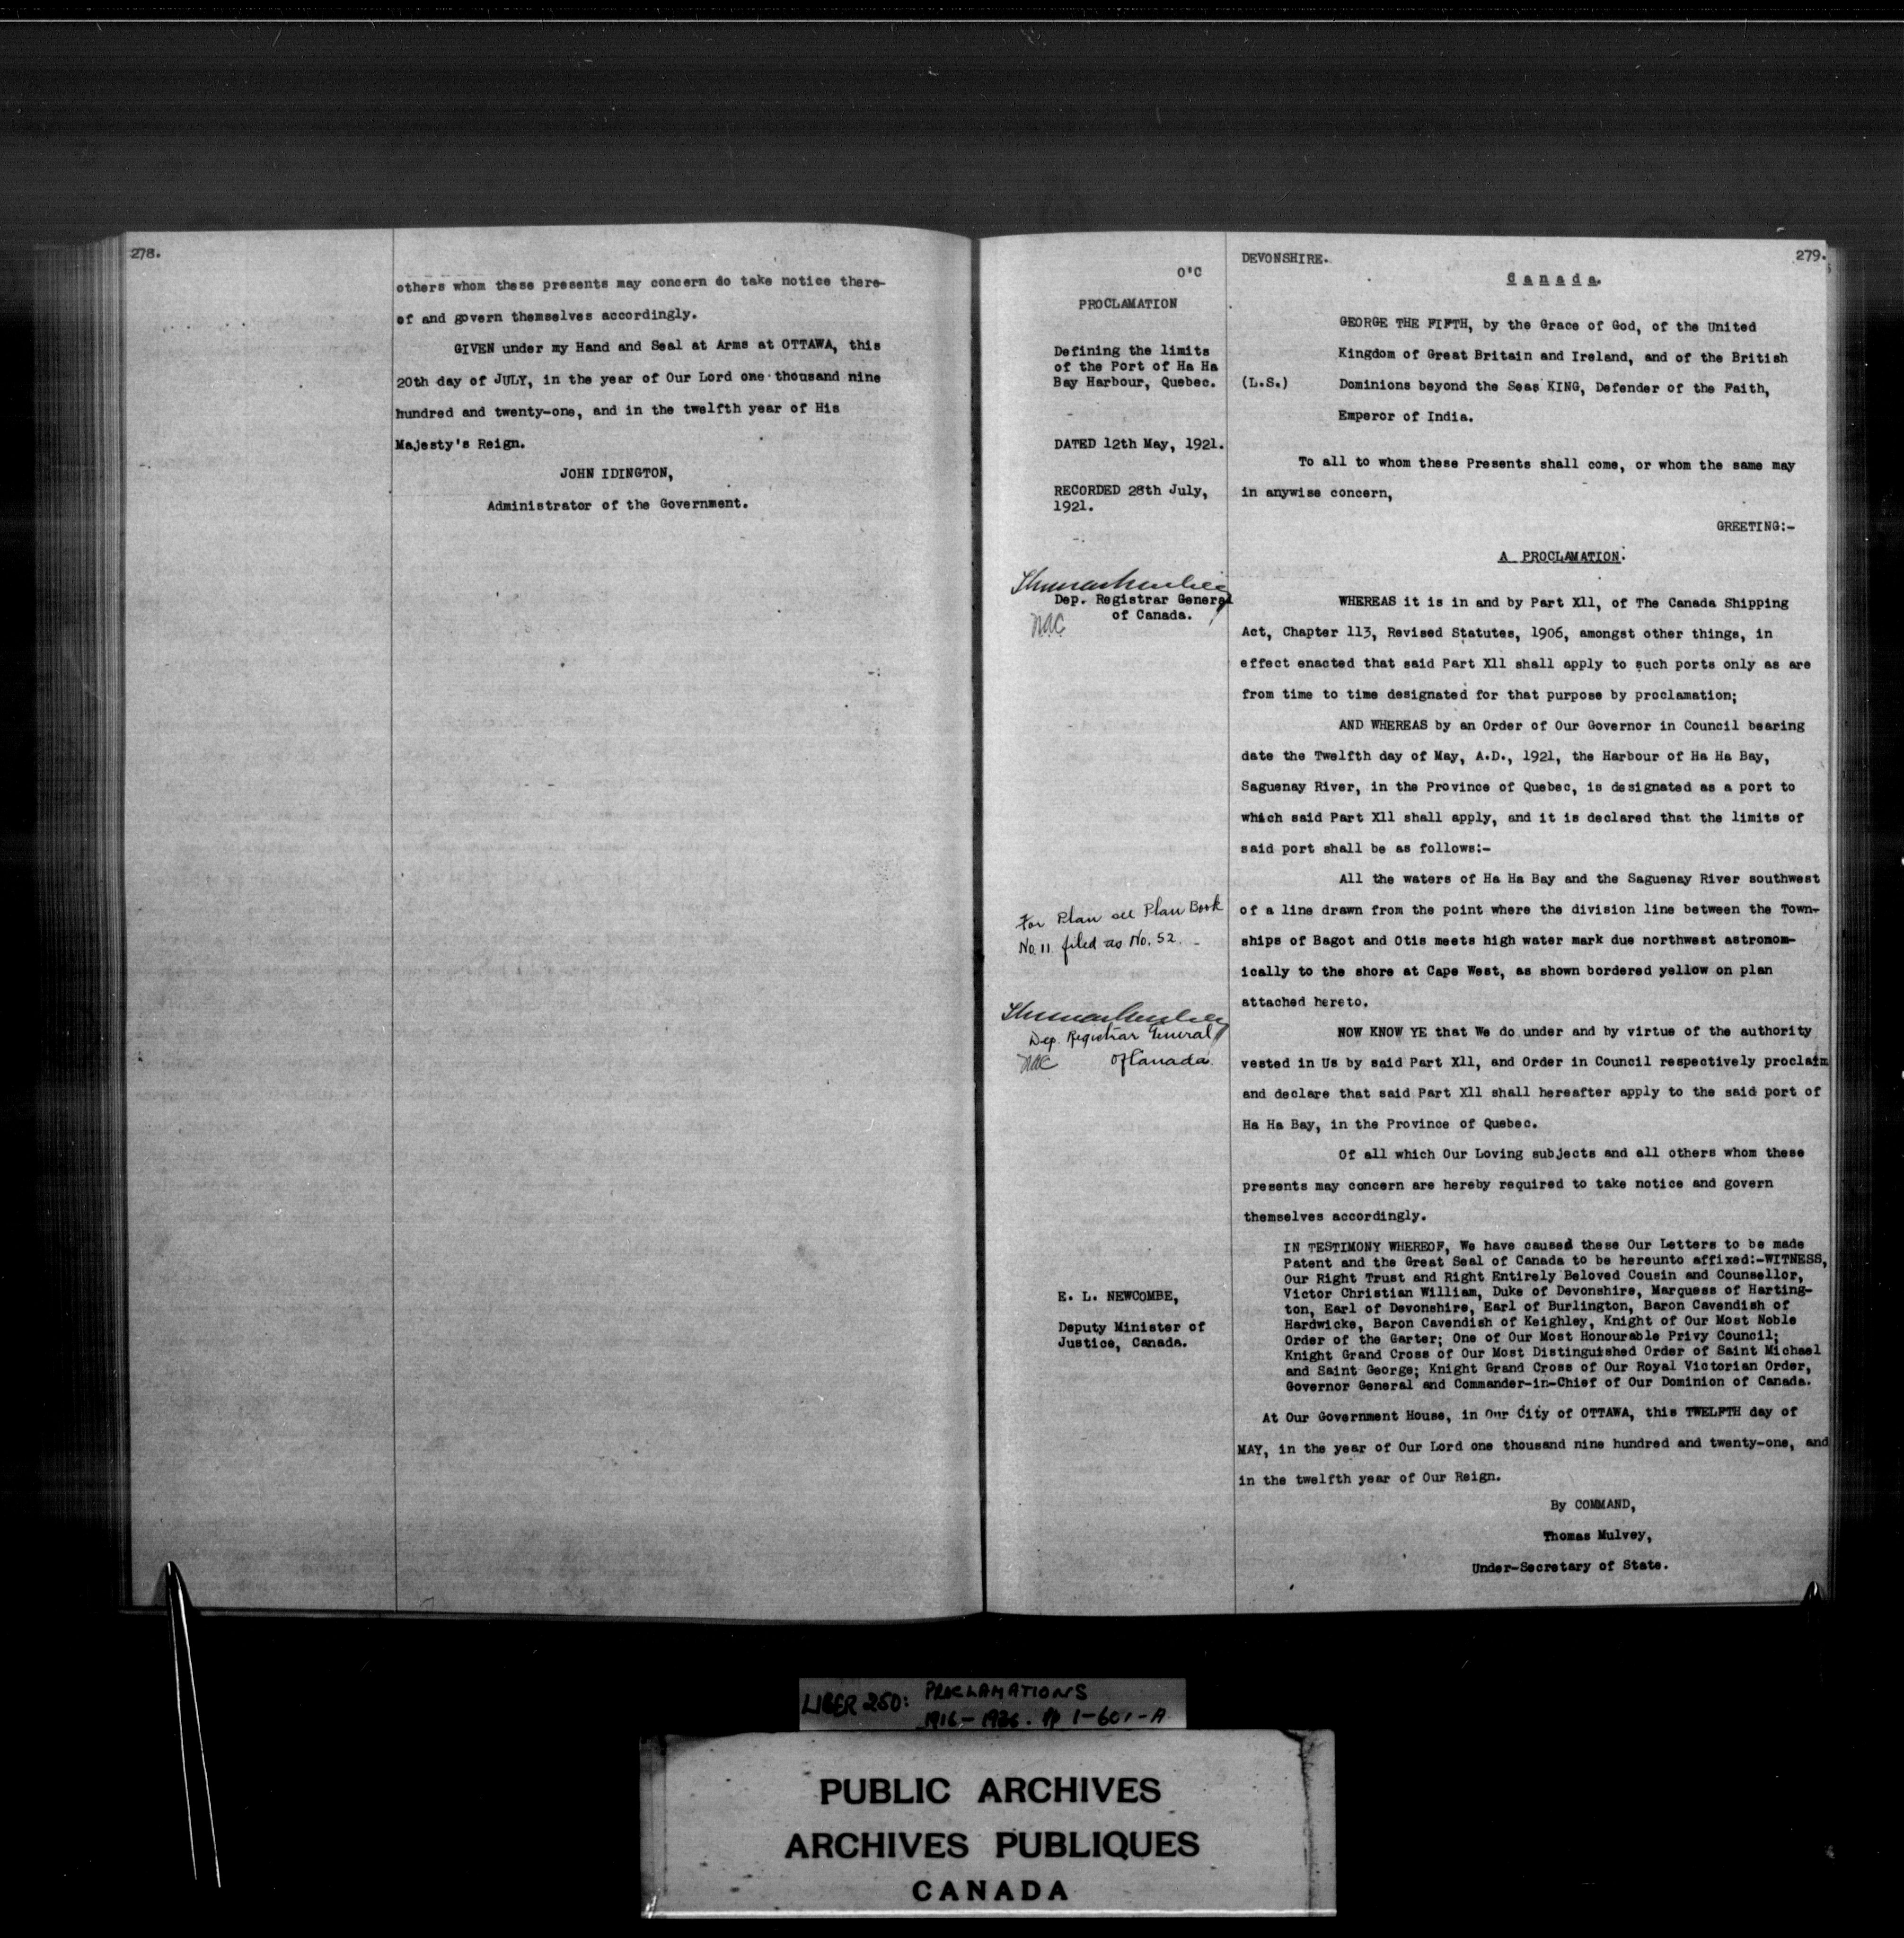 278.
others whom these presents may concern do take notice there-
of and govern themselves accordingly.
GIVEN under my Hand and Seal at Arms at OTTAWA, this
20th day of JULY, in the year of Our Lord one thousand nine
hundred and twenty-one, and in the twelfth year of His
Majesty's Reign.
JOHN IDINGTON,
Administrator of the Government.
279.
O'C
PROCLAMATION
Defining the limits
of the Port of Ha Ha
Bay Harbour, Quebec.
DATED 12th May, 1921.
RECORDED 28th July,
1921.
Thomas Mulvey
Dep. Registrar General
of Canada.
For Plan see Plan Book
No. 11 filed as No. 52.
Thomas Mulvey
Dep. Registrar General
of Canada
E. L. NEWCOMBE,
Deputy Minister of
Justice, Canada.
DEVONSHIRE.
Canada.
GEORGE THE FIFTH, by the Grace of God, of the United
Kingdom of Great Britain and Ireland, and of the British
(L.S.) Dominions beyond the Seas KING, Defender of the Faith,
Emperor of India.
To all to whom these Presents shall come, or whom the same may
in anywise concern,
GREETING:-
A PROCLAMATION.
WHEREAS it is in and by Part X11, of The Canada Shipping
Act, Chapter 113, Revised Statutes, 1906, amongst other things, in
effect enacted that said Part X11 shall apply to such ports only as are
from time to time designated for that purpose by proclamation;
AND WHEREAS by an Order of Our Governor in Council bearing
date the Twelfth day of May, A.D., 1921, the Harbour of Ha Ha Bay,
Saguenay River, in the Province of Quebec, is designated as a port to
which said Part X11 shall apply, and it is declared that the limits of
said port shall be as follows:-
All the waters of Ha Ha Bay and the Saguenay River southwest
of a line drawn from the point where the division line between the Town-
ships of Bagot and Otis meets high water mark due northwest astronom-
ically to the shore at Cape West, as shown bordered yellow on plan
attached hereto.
NOW KNOW YE that We do under and by virtue of the authority
vested in Us by said Part X11, and Order in Council respectively proclaim
and declare that said Part X11 shall hereafter apply to the said port of
Ha Ha Bay, in the Province of Quebec.
Of all which Our Loving subjects and all others whom these
presents may concern are hereby required to take notice and govern
themselves accordingly.
IN TESTIMONY WHEREOF, We have caused these Our Letters to be made
Patent and the Great Seal of Canada to be hereunto affixed:-WITNESS,
Our Right Trust and Right Entirely Beloved Cousin and Counsellor,
Victor Christian William, Duke of Devonshire, Marquess of Harting-
ton, Earl of Devonshire, Earl of Burlington, Baron Cavendish of
Hardwicke, Baron Cavendish of Keighley, Knight of Our Most Noble
Order of the Garter; One of Our Most Honourable Privy Council;
Knight Grand Cross of Our Most Distinguished Order of Saint Michael
and Saint George; Knight Grand Cross of Our Royal Victorian Order,
Governor General and Commander-in-Chief of Our Dominion of Canada.
At Our Government House, in Our City of OTTAWA, this TWELFTH day of
MAY, in the year of Our Lord one thousand nine hundred and twenty-one, and
in the twelfth year of Our Reign.
By COMMAND,
Thomas Mulvey,
Under-Secretary of State.
LIBER 250: PROCLAMATIONS
1916-1936. pp 1-601-A
PUBLIC ARCHIVES
ARCHIVES PUBLIQUES
CANADA